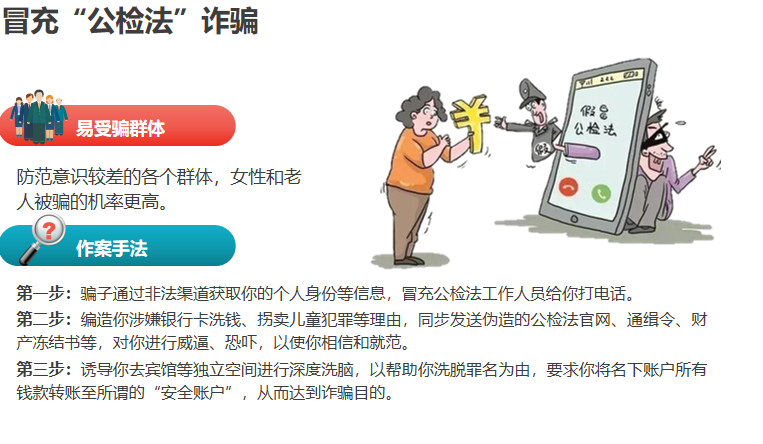 冒充“公检法”诈骗
易受骗群体
防范意识较差的各个群体，女性和老
人被骗的机率更高。
假冒
公检法
假
¥
?
作案手法
第一步：骗子通过非法渠道获取你的个人身份等信息，冒充公检法工作人员给你打电话。
第二步：编造你涉嫌银行卡洗钱、拐卖儿童犯罪等理由，同步发送伪造的公检法官网、通缉令、财
产冻结书等，对你进行威逼、恐吓，以使你相信和就范。
第三步：诱导你去宾馆等独立空间进行深度洗脑，以帮助你洗脱罪名为由，要求你将名下账户所有
钱款转账至所谓的“安全账户”，从而达到诈骗目的。